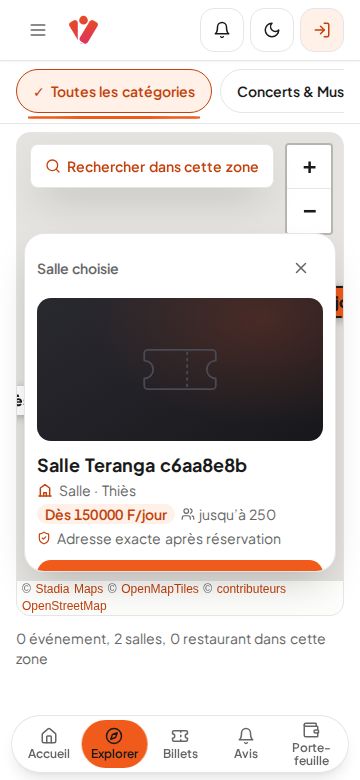 ✓ Toutes les catégories
Concerts & Mus
Rechercher dans cette zone
+
−
Salle choisie
Salle Teranga c6aa8e8b
Salle · Thiès
Dès 150000 F/jour
jusqu'à 250
Adresse exacte après réservation
© Stadia Maps © OpenMapTiles © contributeurs
OpenStreetMap
0 événement, 2 salles, 0 restaurant dans cette
zone
Accueil
Explorer
Billets
Avis
Porte-
feuille